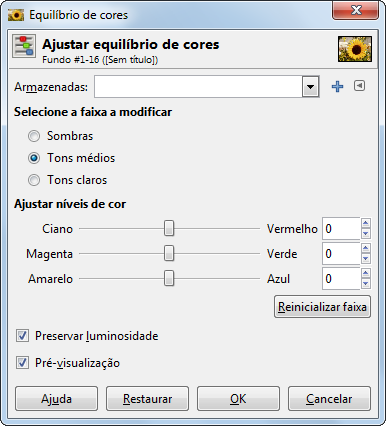 Equilíbrio de cores
Ajustar equilíbrio de cores
Fundo #1-16 ([Sem título])
Armazenadas:
Selecione a faixa a modificar
Sombras
Tons médios
Tons claros
Ajustar níveis de cor
Ciano Vermelho 0
Magenta Verde 0
Amarelo Azul 0
Reinicializar faixa
Preservar luminosidade
Pré-visualização
Ajuda Restaurar OK Cancelar